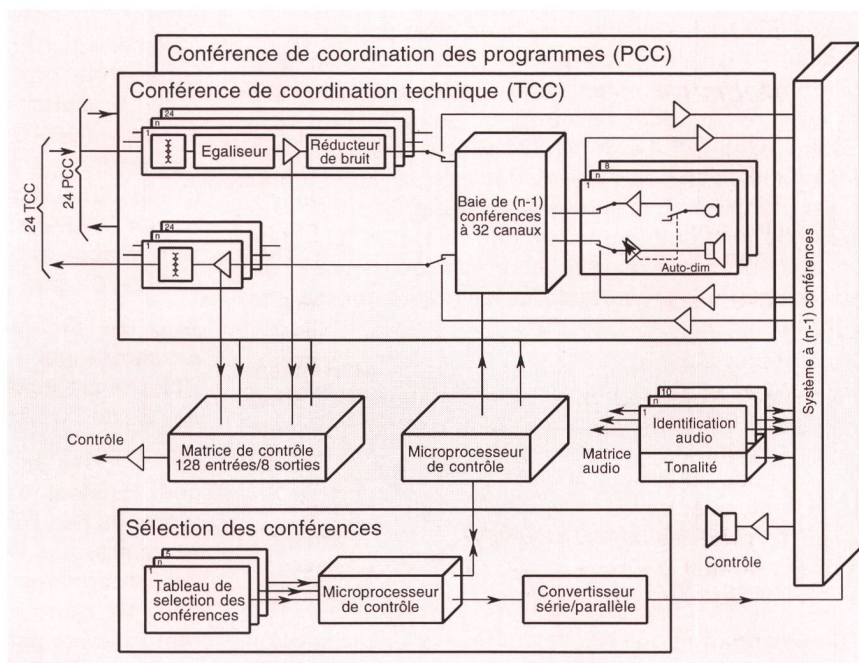 Conférence de coordination des programmes (PCC)
Conférence de coordination technique (TCC)
24
n
1
Egaliseur
Réducteur
de bruit
24 TCC
24 PCC
24
n
1
Baie de (n-1)
conférences
à 32 canaux
8
n
1
Auto-dim
Système à (n-1) conférences
Contrôle
Matrice de contrôle
128 entrées/8 sorties
Microprocesseur
de contrôle
10
n
1
Identification
audio
Matrice
audio
Tonalité
Sélection des conférences
5
n
1
Tableau de
selection des
conférences
Microprocesseur
de contrôle
Convertisseur
série/parallèle
Contrôle